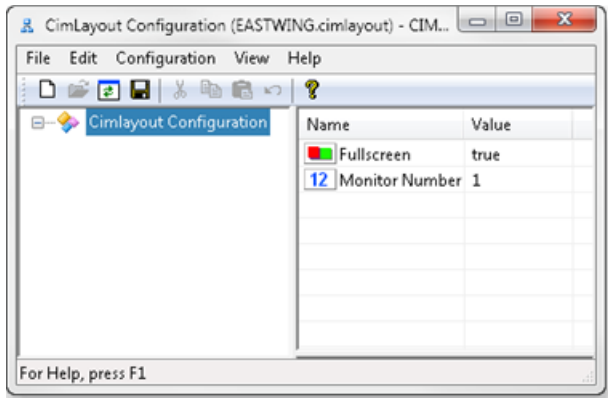 CimLayout Configuration (EASTWING.cimlayout) - CIM...
File Edit Configuration View Help
Cimlayout Configuration
Name Value
Fullscreen true
12 Monitor Number 1
For Help, press F1